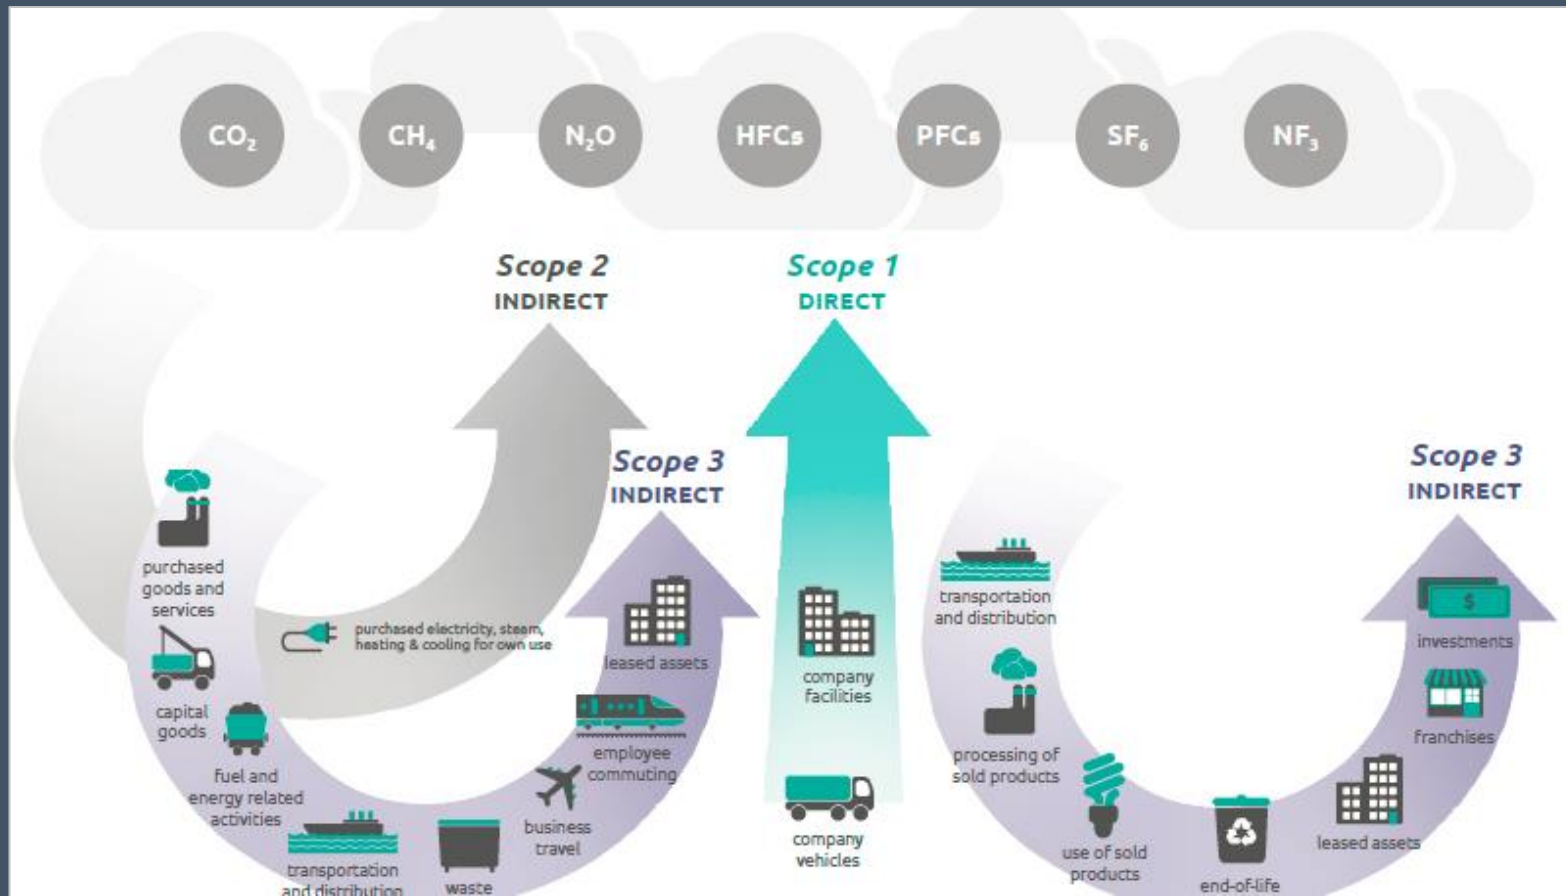 CO₂
CH₄
N₂O
HFCs
PFCs
SF₆
NF₃
Scope 2
INDIRECT
Scope 1
DIRECT
Scope 3
INDIRECT
Scope 3
INDIRECT
purchased
goods and
services
capital
goods
fuel and
energy related
activities
transportation
and distribution
waste
business
travel
employee
commuting
leased assets
purchased electricity, steam,
heating & cooling for own use
company
facilities
company
vehicles
transportation
and distribution
processing of
sold products
use of sold
products
end-of-life
leased assets
franchises
investments
$